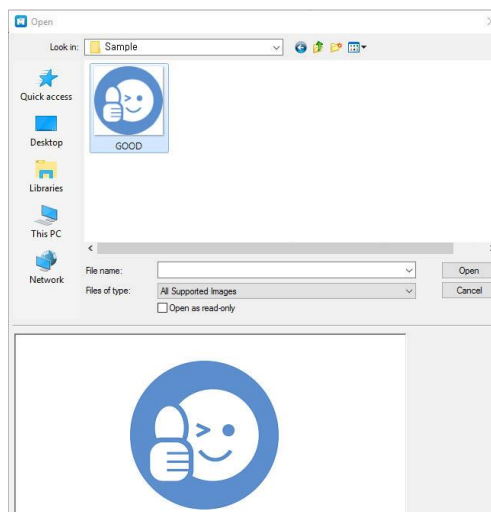 Open
Look in:
Sample
Quick access
Desktop
Libraries
This PC
Network
GOOD
File name:
Open
Files of type:
All Supported Images
Cancel
Open as read-only